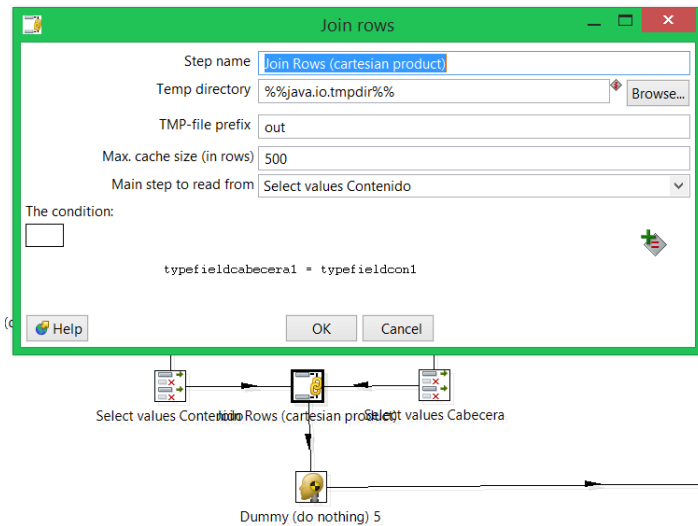 Join rows
Step name Join Rows (cartesian product)
Temp directory %%java.io.tmpdir%% Browse...
TMP-file prefix out
Max. cache size (in rows) 500
Main step to read from Select values Contenido
The condition:
typefieldcabecera1 = typefieldcon1
Help OK Cancel
Select values Contenido Join Rows (cartesian product) Select values Cabecera
Dummy (do nothing) 5